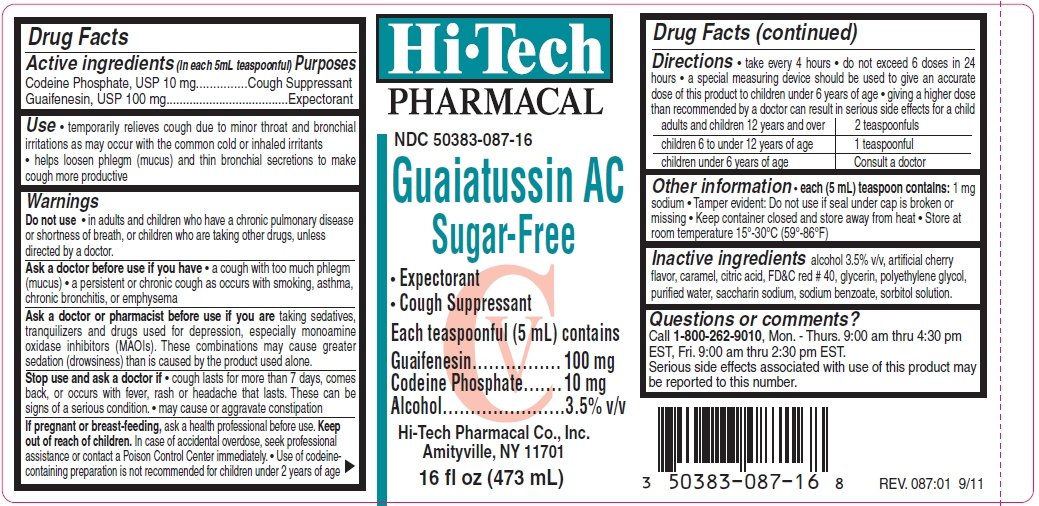 Drug Facts
Active ingredients (in each 5mL teaspoonful) Purposes
Codeine Phosphate, USP 10 mg...............Cough Suppressant
Guaifenesin, USP 100 mg.....................................Expectorant
Use • temporarily relieves cough due to minor throat and bronchial
irritations as may occur with the common cold or inhaled irritants
• helps loosen phlegm (mucus) and thin bronchial secretions to make
cough more productive
Warnings
Do not use • in adults and children who have a chronic pulmonary disease
or shortness of breath, or children who are taking other drugs, unless
directed by a doctor.
Ask a doctor before use if you have • a cough with too much phlegm
(mucus) • a persistent or chronic cough as occurs with smoking, asthma,
chronic bronchitis, or emphysema
Ask a doctor or pharmacist before use if you are taking sedatives,
tranquilizers and drugs used for depression, especially monoamine
oxidase inhibitors (MAOIs). These combinations may cause greater
sedation (drowsiness) than is caused by the product used alone.
Stop use and ask a doctor if • cough lasts for more than 7 days, comes
back, or occurs with fever, rash or headache that lasts. These can be
signs of a serious condition. • may cause or aggravate constipation
If pregnant or breast-feeding, ask a health professional before use. Keep
out of reach of children. In case of accidental overdose, seek professional
assistance or contact a Poison Control Center immediately. • Use of codeine-
containing preparation is not recommended for children under 2 years of age
Hi•Tech
PHARMACAL
NDC 50383-087-16
Guaiatussin AC
Sugar-Free
• Expectorant
• Cough Suppressant
CV
Each teaspoonful (5 mL) contains
Guaifenesin................ 100 mg
Codeine Phosphate....... 10 mg
Alcohol......................3.5% v/v
Hi-Tech Pharmacal Co., Inc.
Amityville, NY 11701
16 fl oz (473 mL)
Drug Facts (continued)
Directions • take every 4 hours • do not exceed 6 doses in 24
hours • a special measuring device should be used to give an accurate
dose of this product to children under 6 years of age • giving a higher dose
than recommended by a doctor can result in serious side effects for a child
adults and children 12 years and over 2 teaspoonfuls
children 6 to under 12 years of age 1 teaspoonful
children under 6 years of age Consult a doctor
Other information • each (5 mL) teaspoon contains: 1 mg
sodium • Tamper evident: Do not use if seal under cap is broken or
missing • Keep container closed and store away from heat • Store at
room temperature 15°-30°C (59°-86°F)
Inactive ingredients alcohol 3.5% v/v, artificial cherry
flavor, caramel, citric acid, FD&C red # 40, glycerin, polyethylene glycol,
purified water, saccharin sodium, sodium benzoate, sorbitol solution.
Questions or comments?
Call 1-800-262-9010, Mon. - Thurs. 9:00 am thru 4:30 pm
EST, Fri. 9:00 am thru 2:30 pm EST.
Serious side effects associated with use of this product may
be reported to this number.
3 50383-087-16 8
REV. 087:01 9/11